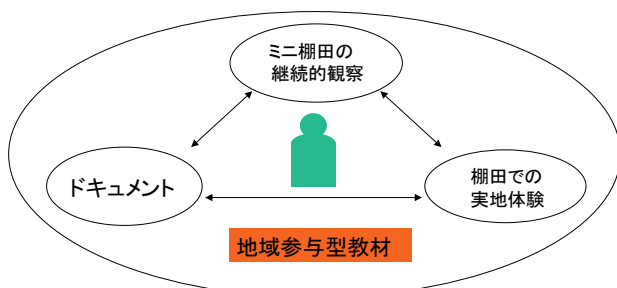 ミニ棚田の
継続的観察
ドキュメント
棚田での
実地体験
地域参与型教材